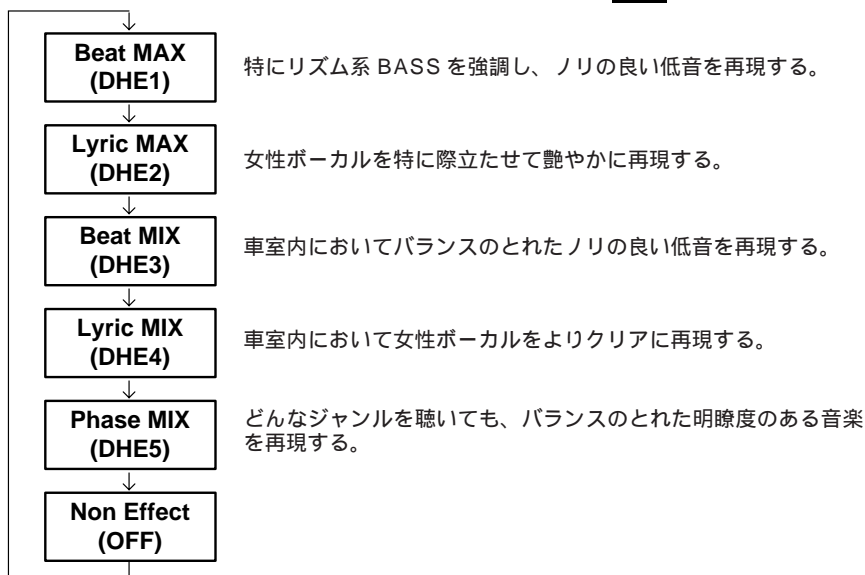 Beat MAX
(DHE1)
特にリズム系 BASS を強調し、ノリの良い低音を再現する。
Lyric MAX
(DHE2)
女性ボーカルを特に際立たせて艶やかに再現する。
Beat MIX
(DHE3)
車室内においてバランスのとれたノリの良い低音を再現する。
Lyric MIX
(DHE4)
車室内において女性ボーカルをよりクリアに再現する。
Phase MIX
(DHE5)
どんなジャンルを聴いても、バランスのとれた明瞭度のある音楽
を再現する。
Non Effect
(OFF)